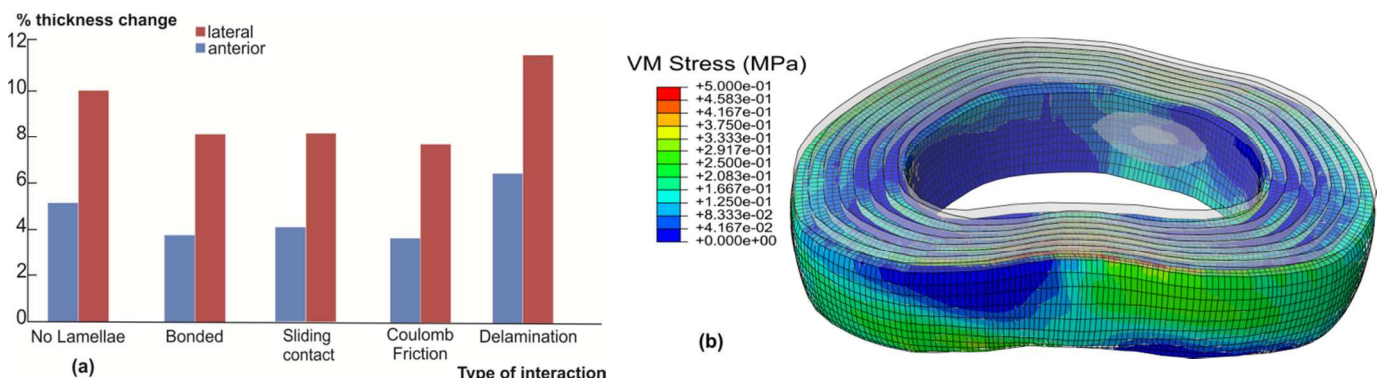 % thickness change
lateral
anterior
12
10
8
6
4
2
0
No Lamellae
Bonded
Sliding
contact
Coulomb
Friction
Delamination
(a)
Type of interaction
VM Stress (MPa)
+5.000e-01
+4.583e-01
+4.167e-01
+3.750e-01
+3.333e-01
+2.917e-01
+2.500e-01
+2.083e-01
+1.667e-01
+1.250e-01
+8.333e-02
+4.167e-02
+0.000e+00
(b)